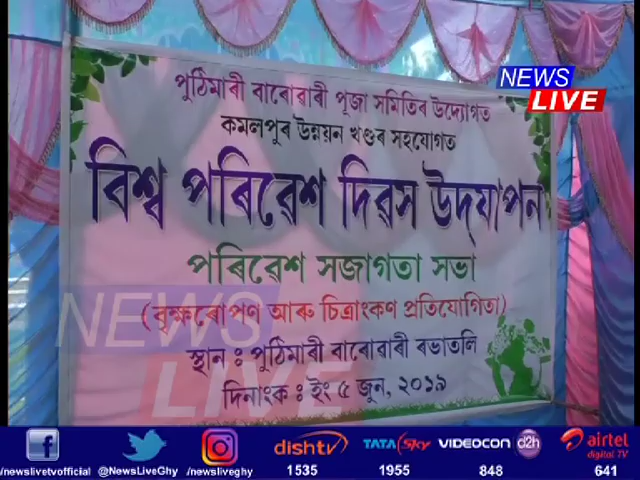 পুঠিমাৰী বাৰোৱাৰী পূজা সমিতিৰ উদ্যোগত
কমলপুৰ উন্নয়ন খণ্ডৰ সহযোগত
NEWS
LIVE
বিশ্ব পৰিৱেশ দিৱস উদ্‌যাপন
পৰিৱেশ সজাগতা সভা
(বৃক্ষৰোপণ আৰু চিত্ৰাংকণ প্ৰতিযোগিতা)
স্থান : পুঠিমাৰী বাৰোৱাৰী ৰভাতলি
দিনাংক : ইং ৫ জুন, ২০১৯
NEWS
LIVE
/newslivetvofficial @NewsLiveGhy /newsliveghy
dishtv TATA Sky VIDEOCON d2h airtel digital TV
1535 1955 848 641